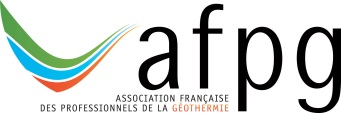 afpg
ASSOCIATION FRANÇAISE
DES PROFESSIONNELS DE LA GÉOTHERMIE